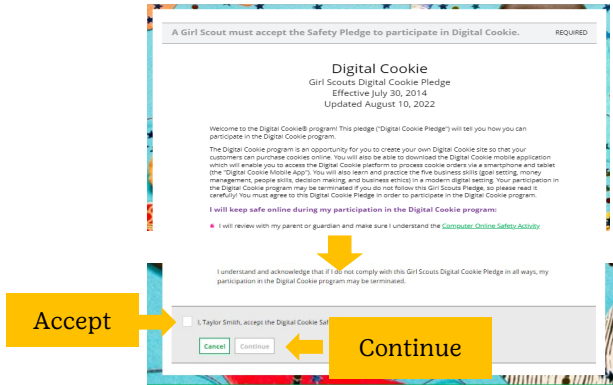 A Girl Scout must accept the Safety Pledge to participate in Digital Cookie.
REQUIRED
Digital Cookie
Girl Scouts Digital Cookie Pledge
Effective July 30, 2014
Updated August 10, 2022
Welcome to the Digital Cookie® program! This pledge ("Digital Cookie Pledge") will tell you how you can
participate in the Digital Cookie program.
The Digital Cookie program is an opportunity for you to create your own Digital Cookie site so that your
customers can purchase cookies online. You will also be able to download the Digital Cookie mobile application
which will enable you to access the Digital Cookie platform to process cookie orders via a smartphone and tablet
(the "Digital Cookie Mobile App"). You will also learn and practice the five business skills (goal setting, money
management, people skills, decision making, and business ethics) in a modern digital setting. Your participation in
the Digital Cookie program may be terminated if you do not follow this Girl Scouts Pledge, so please read it
carefully! You must agree to this Digital Cookie Pledge in order to participate in the Digital Cookie program.
I will keep safe online during my participation in the Digital Cookie program:
I will review with my parent or guardian and make sure I understand the Computer Online Safety Activity
I understand and acknowledge that if I do not comply with this Girl Scouts Digital Cookie Pledge in all ways, my
participation in the Digital Cookie program may be terminated.
Accept
I, Taylor Smiith, accept the Digital Cookie Saf
Cancel
Continue
Continue